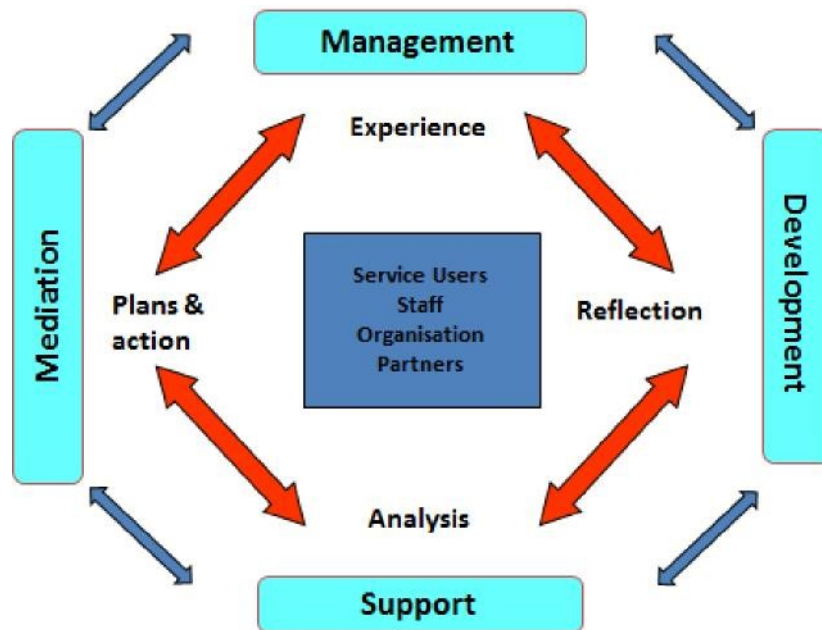 Management
Experience
Mediation
Development
Service Users
Staff
Organisation
Partners
Plans &
action
Reflection
Analysis
Support